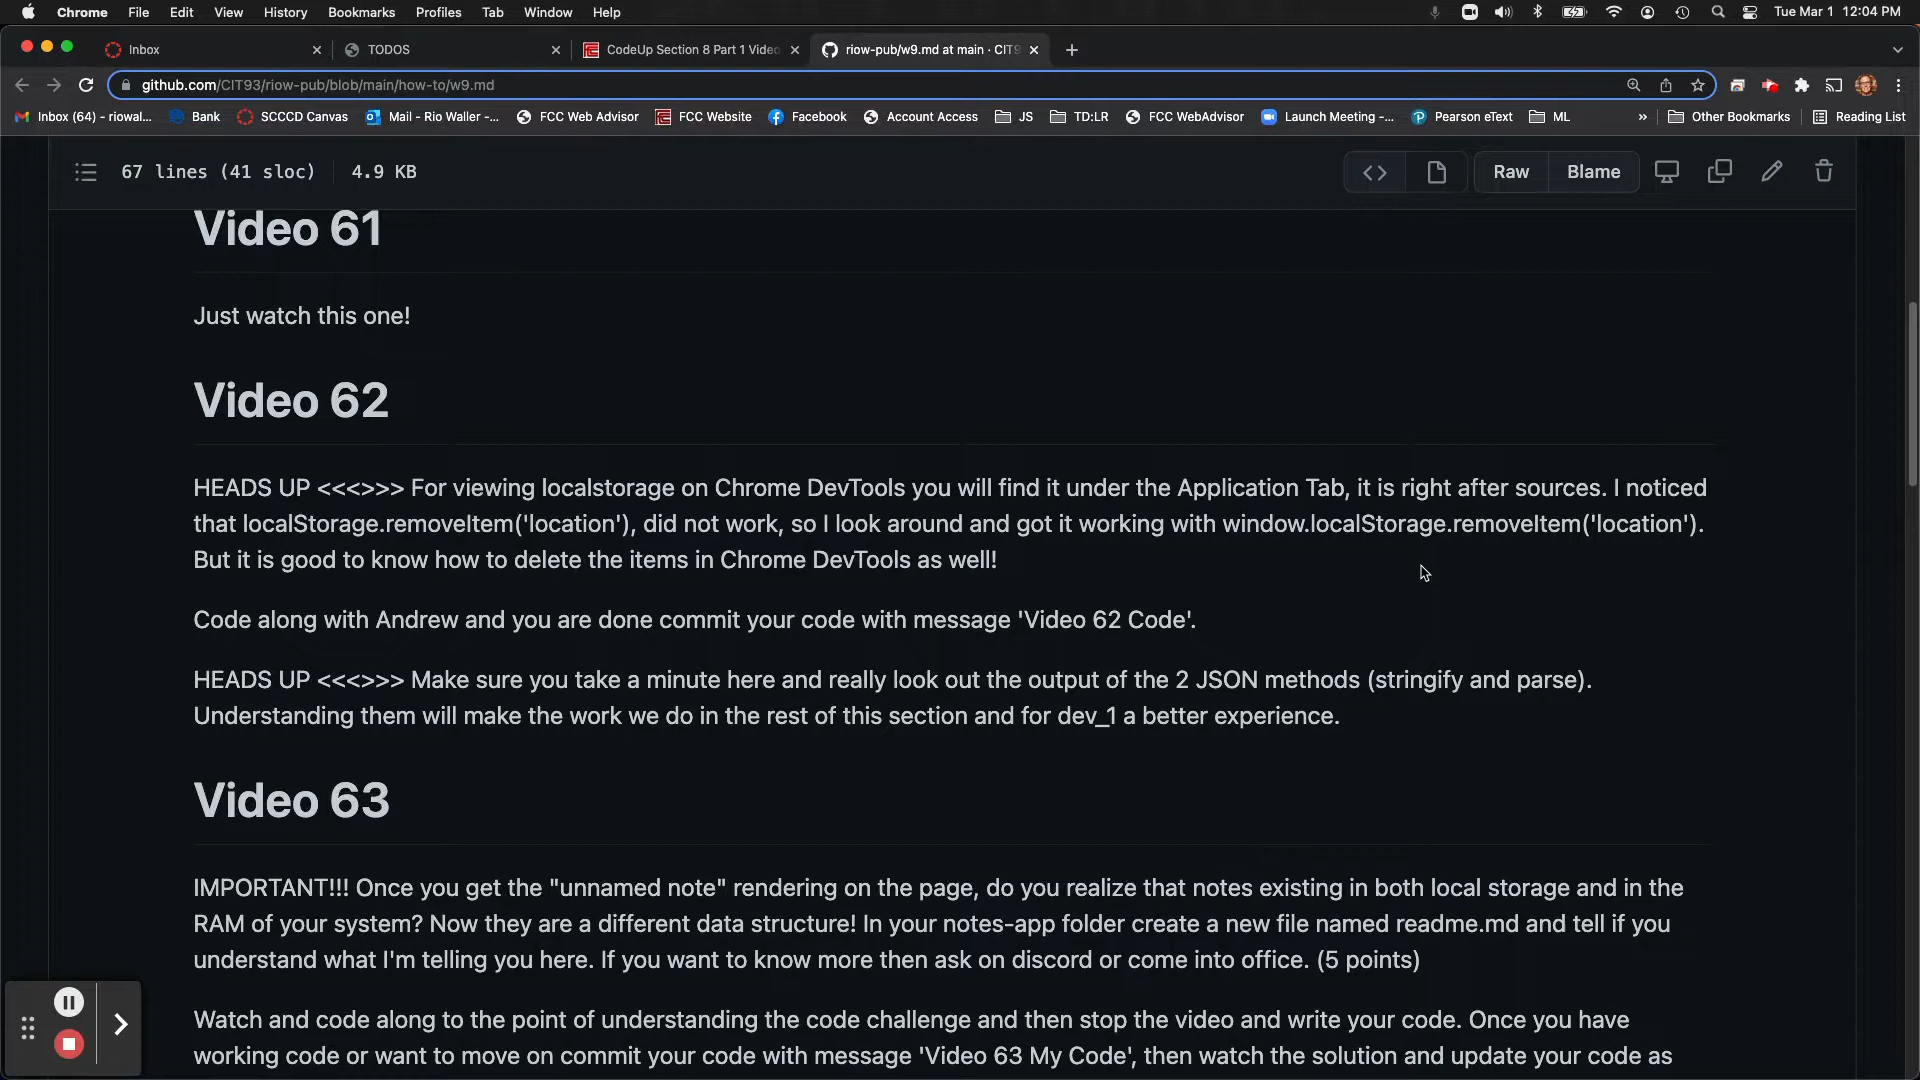 Chrome File Edit View History Bookmarks Profiles Tab Window Help Tue Mar 1 12:04 PM
Inbox TODOS CodeUp Section 8 Part 1 Video riow-pub/w9.md at main · CIT9
github.com/CIT93/riow-pub/blob/main/how-to/w9.md
Inbox (64) - riowal... Bank SCCCD Canvas Mail - Rio Waller -... FCC Web Advisor FCC Website Facebook Account Access JS TD:LR FCC WebAdvisor Launch Meeting -... Pearson eText ML » Other Bookmarks Reading List
67 lines (41 sloc) 4.9 KB Raw Blame
Video 61
Just watch this one!
Video 62
HEADS UP <<<>>> For viewing localstorage on Chrome DevTools you will find it under the Application Tab, it is right after sources. I noticed
that localStorage.removeItem('location'), did not work, so I look around and got it working with window.localStorage.removeItem('location').
But it is good to know how to delete the items in Chrome DevTools as well!
Code along with Andrew and you are done commit your code with message 'Video 62 Code'.
HEADS UP <<<>>> Make sure you take a minute here and really look out the output of the 2 JSON methods (stringify and parse).
Understanding them will make the work we do in the rest of this section and for dev_1 a better experience.
Video 63
IMPORTANT!!! Once you get the "unnamed note" rendering on the page, do you realize that notes existing in both local storage and in the
RAM of your system? Now they are a different data structure! In your notes-app folder create a new file named readme.md and tell if you
understand what I'm telling you here. If you want to know more then ask on discord or come into office. (5 points)
Watch and code along to the point of understanding the code challenge and then stop the video and write your code. Once you have
working code or want to move on commit your code with message 'Video 63 My Code', then watch the solution and update your code as